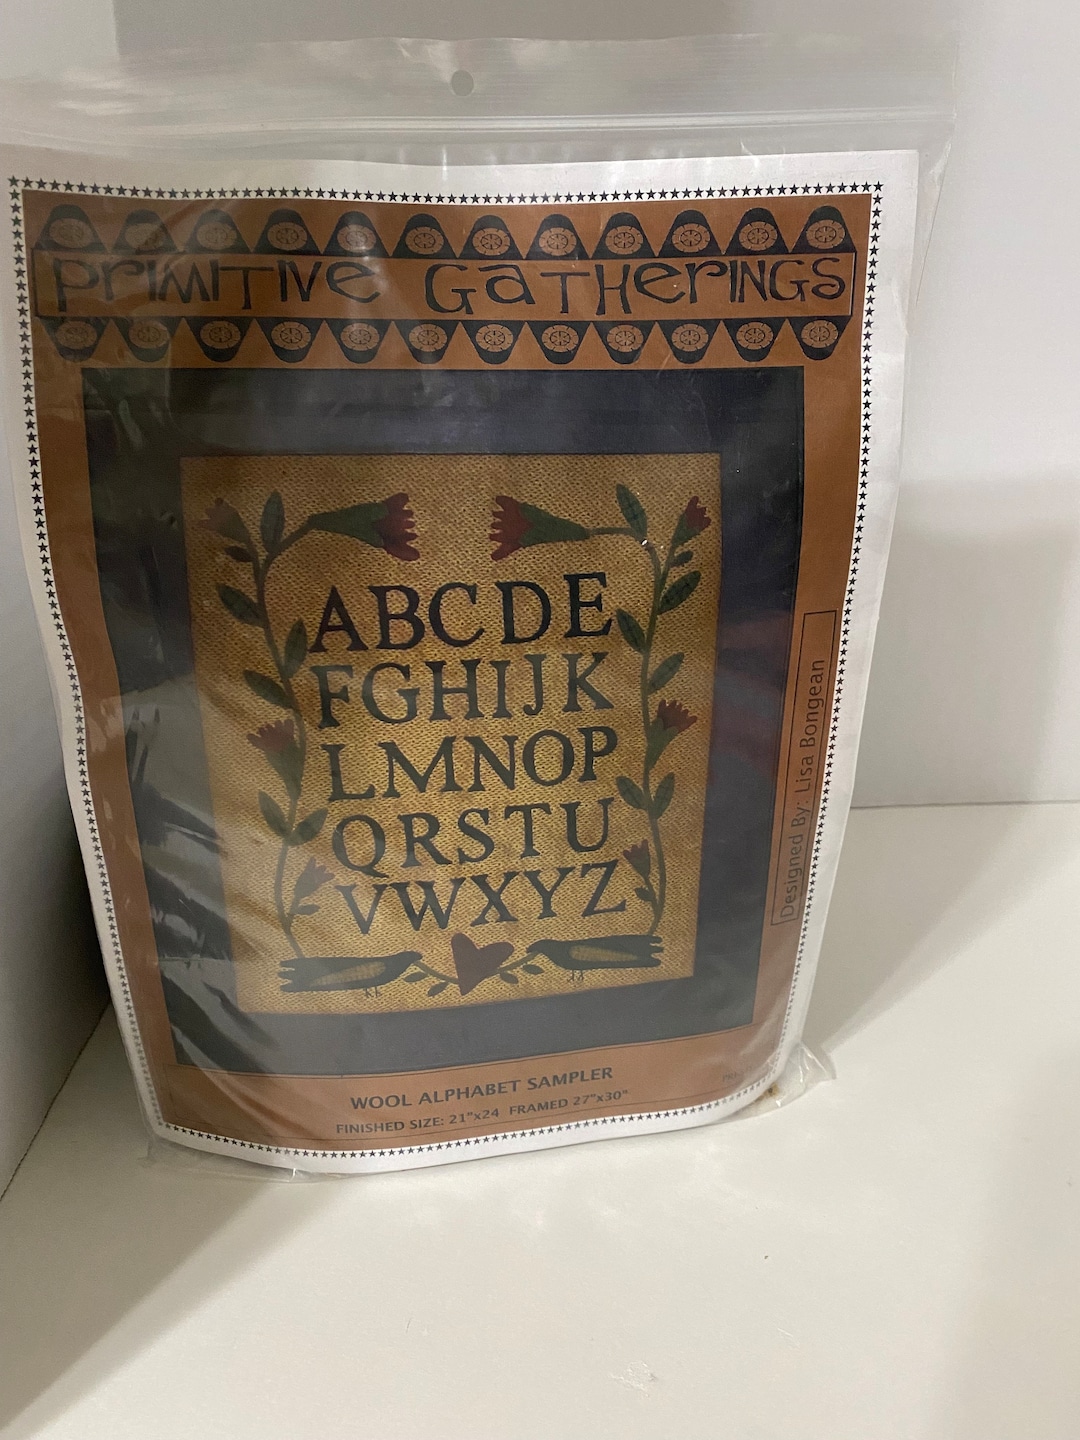 PRIMITIVE GATHERINGS
ABCDE
FGHIJK
LMNOP
QRSTU
VWXYZ
Designed By: Lisa Bongean
WOOL ALPHABET SAMPLER
FINISHED SIZE: 21"x24 FRAMED 27"x30"